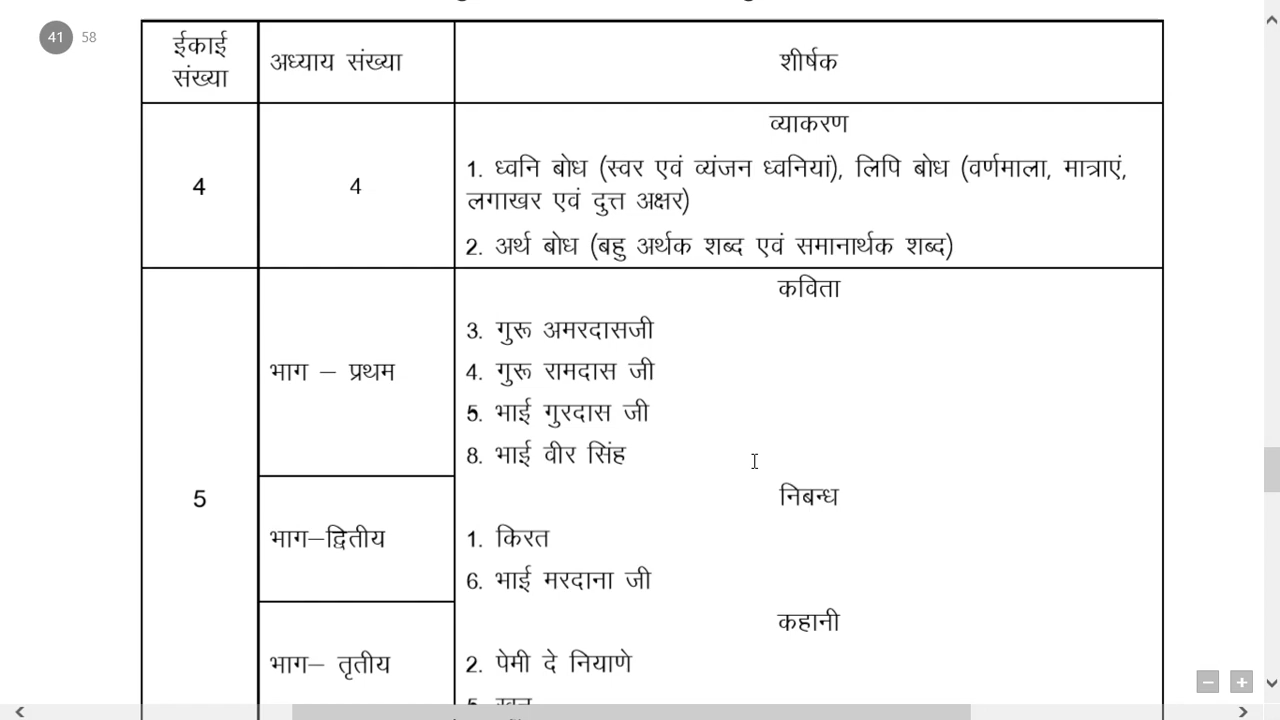 41 58
ईकाई संख्या
अध्याय संख्या
शीर्षक
4
4
व्याकरण
1. ध्वनि बोध (स्वर एवं व्यंजन ध्वनियां), लिपि बोध (वर्णमाला, मात्राएं,
लगाखर एवं दुत्त अक्षर)
2. अर्थ बोध (बहु अर्थक शब्द एवं समानार्थक शब्द)
5
भाग – प्रथम
कविता
3. गुरू अमरदासजी
4. गुरू रामदास जी
5. भाई गुरदास जी
8. भाई वीर सिंह
भाग–द्वितीय
निबन्ध
1. किरत
6. भाई मरदाना जी
भाग– तृतीय
कहानी
2. पेमी दे नियाणे